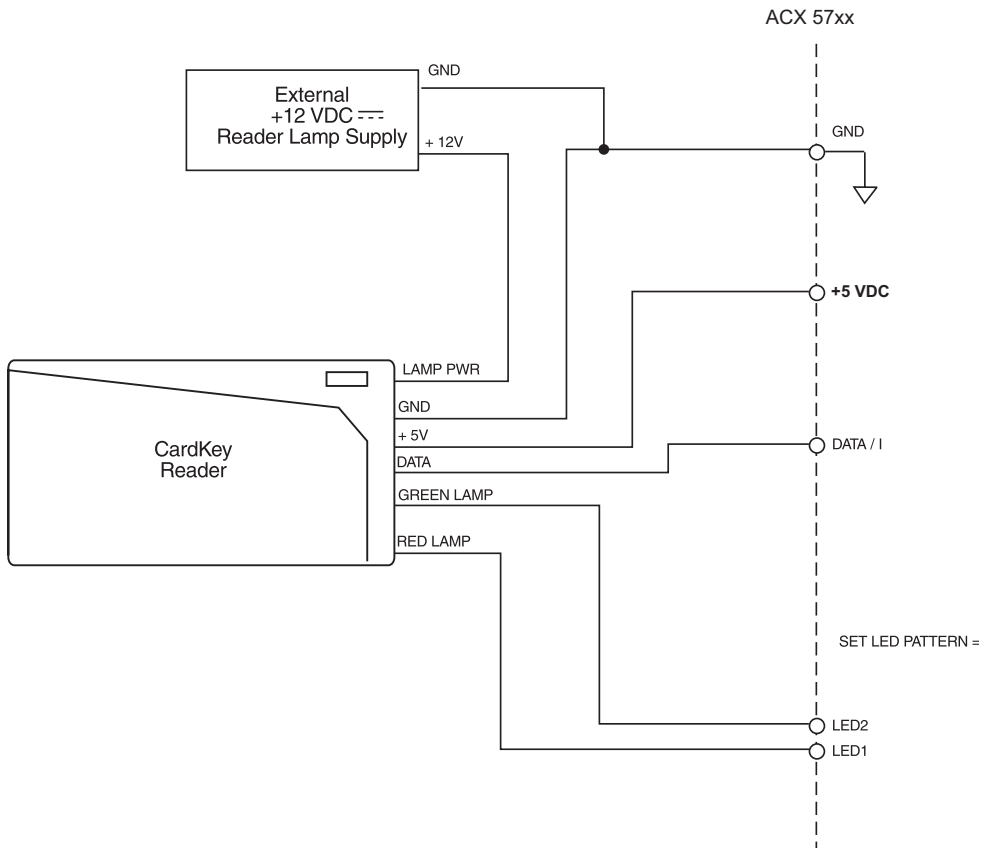 ACX 57xx
GND
External
+12 VDC
Reader Lamp Supply
+ 12V
GND
+5 VDC
LAMP PWR
GND
+ 5V
DATA
GREEN LAMP
RED LAMP
CardKey
Reader
DATA / I
SET LED PATTERN =
LED2
LED1